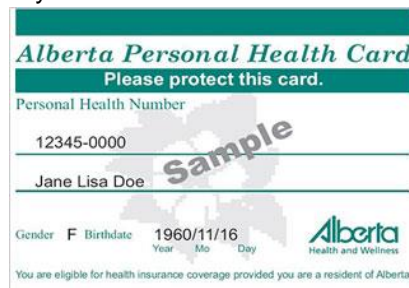 Alberta Personal Health Card
Please protect this card.
Personal Health Number
12345-0000
Sample
Jane Lisa Doe
Gender F Birthdate 1960/11/16
Year Mo Day
Alberta
Health and Wellness
You are eligible for health insurance coverage provided you are a resident of Alberta